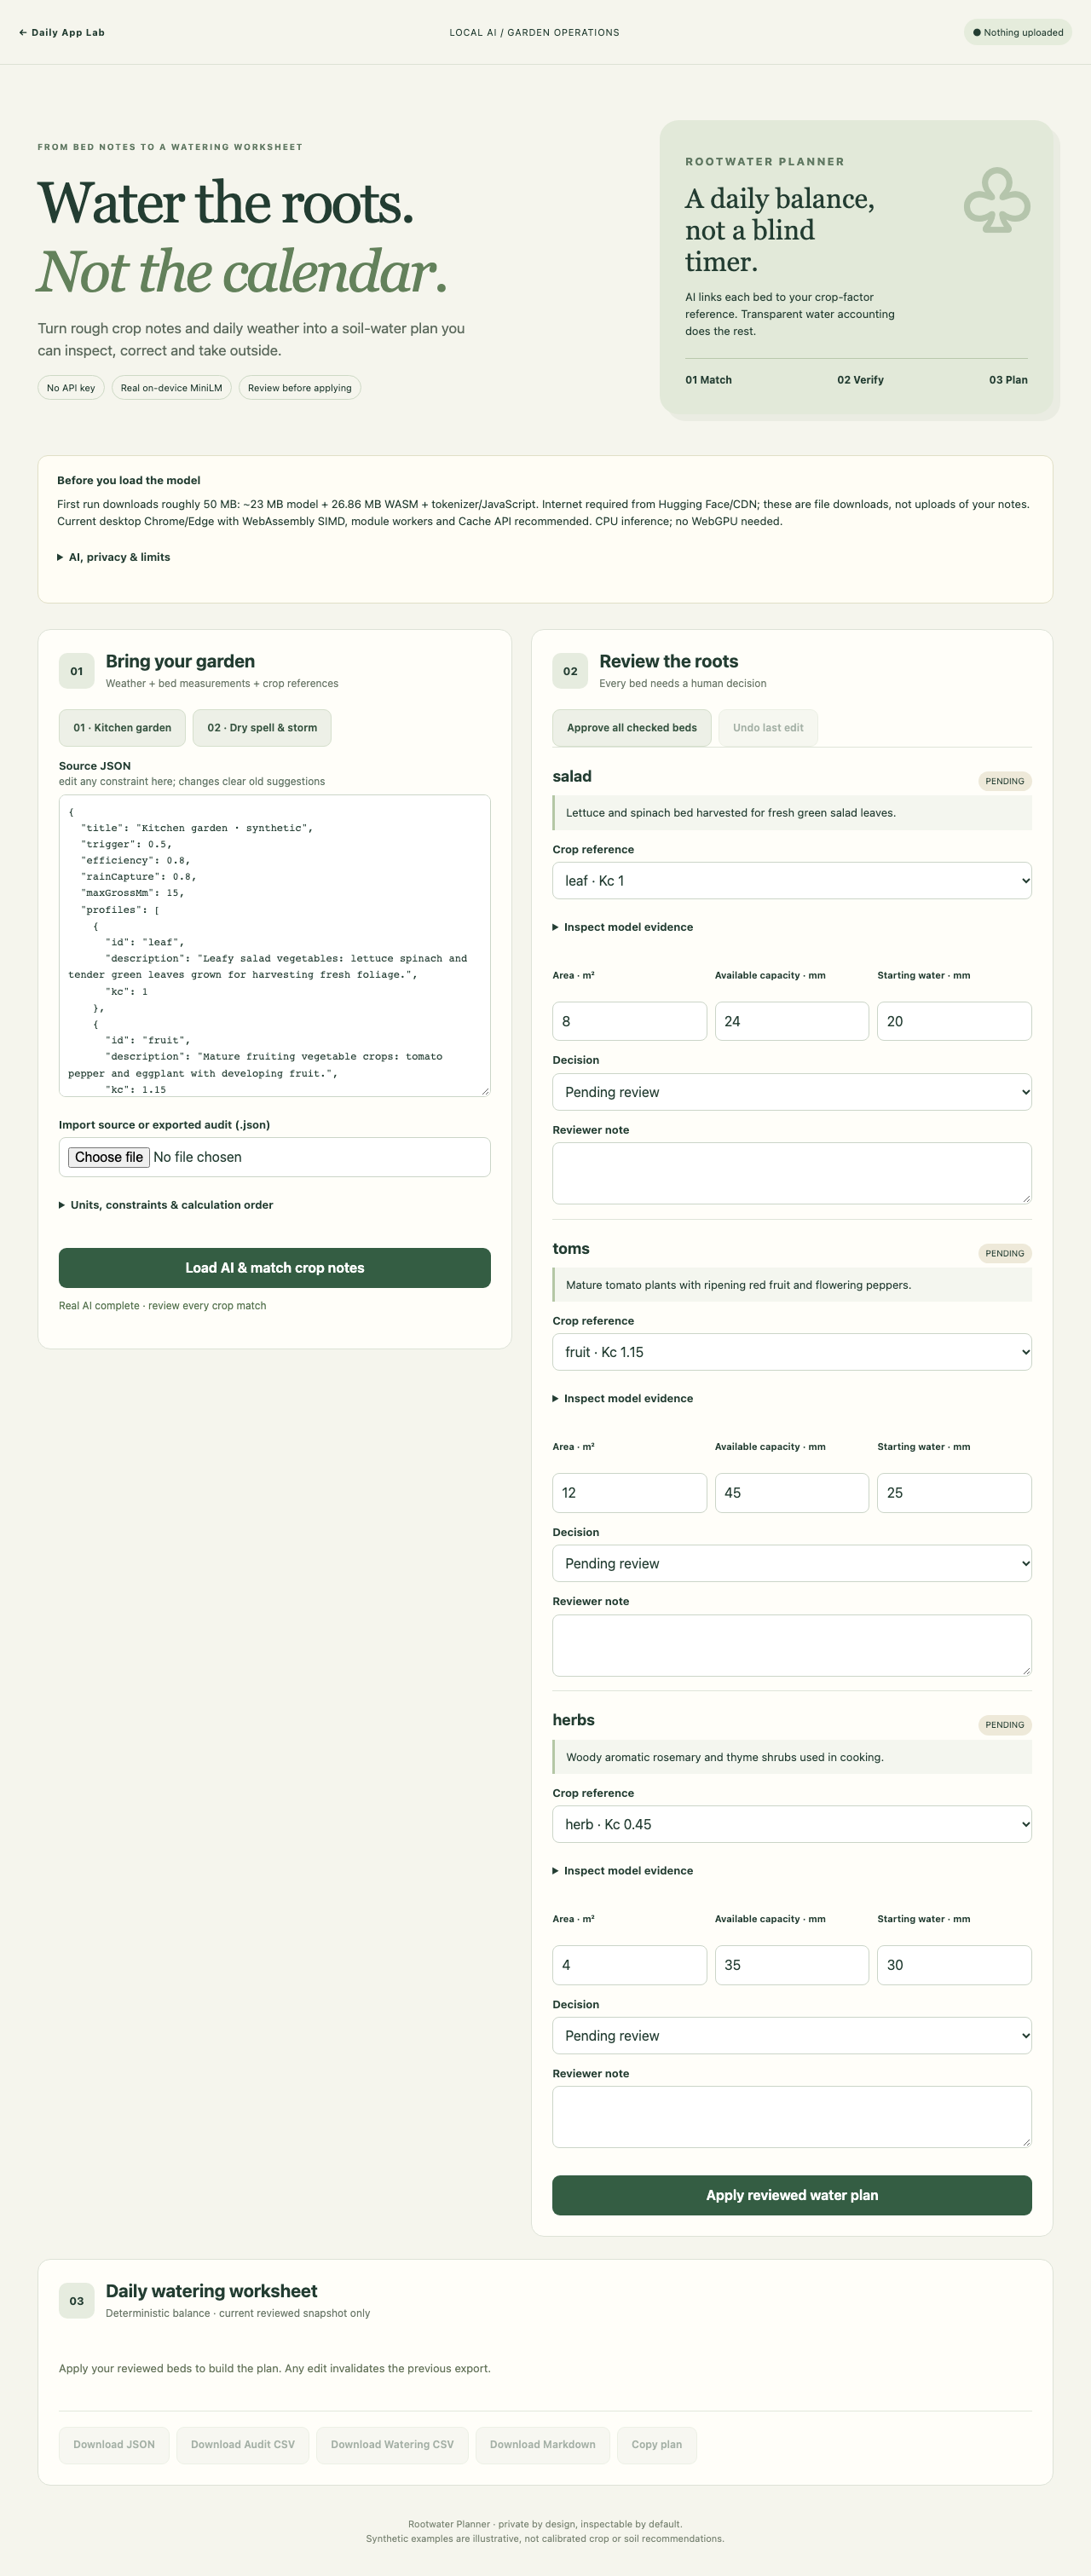 ← Daily App Lab
LOCAL AI / GARDEN OPERATIONS
● Nothing uploaded
FROM BED NOTES TO A WATERING WORKSHEET
Water the roots.
Not the calendar.
Turn rough crop notes and daily weather into a soil-water plan you
can inspect, correct and take outside.
No API key
Real on-device MiniLM
Review before applying
ROOTWATER PLANNER
A daily balance,
not a blind
timer.
AI links each bed to your crop-factor
reference. Transparent water accounting
does the rest.
01 Match
02 Verify
03 Plan
Before you load the model
First run downloads roughly 50 MB: ~23 MB model + 26.86 MB WASM + tokenizer/JavaScript. Internet required from Hugging Face/CDN; these are file downloads, not uploads of your notes.
Current desktop Chrome/Edge with WebAssembly SIMD, module workers and Cache API recommended. CPU inference; no WebGPU needed.
▶ AI, privacy & limits
01
Bring your garden
Weather + bed measurements + crop references
01 · Kitchen garden
02 · Dry spell & storm
Source JSON
edit any constraint here; changes clear old suggestions
{
"title": "Kitchen garden · synthetic",
"trigger": 0.5,
"efficiency": 0.8,
"rainCapture": 0.8,
"maxGrossMm": 15,
"profiles": [
{
"id": "leaf",
"description": "Leafy salad vegetables: lettuce spinach and
tender green leaves grown for harvesting fresh foliage.",
"kc": 1
},
{
"id": "fruit",
"description": "Mature fruiting vegetable crops: tomato
pepper and eggplant with developing fruit.",
"kc": 1.15
Import source or exported audit (.json)
Choose file No file chosen
▶ Units, constraints & calculation order
Load AI & match crop notes
Real AI complete · review every crop match
02
Review the roots
Every bed needs a human decision
Approve all checked beds
Undo last edit
salad
PENDING
Lettuce and spinach bed harvested for fresh green salad leaves.
Crop reference
leaf · Kc 1
▶ Inspect model evidence
Area · m²
Available capacity · mm
Starting water · mm
8
24
20
Decision
Pending review
Reviewer note
toms
PENDING
Mature tomato plants with ripening red fruit and flowering peppers.
Crop reference
fruit · Kc 1.15
▶ Inspect model evidence
Area · m²
Available capacity · mm
Starting water · mm
12
45
25
Decision
Pending review
Reviewer note
herbs
PENDING
Woody aromatic rosemary and thyme shrubs used in cooking.
Crop reference
herb · Kc 0.45
▶ Inspect model evidence
Area · m²
Available capacity · mm
Starting water · mm
4
35
30
Decision
Pending review
Reviewer note
Apply reviewed water plan
03
Daily watering worksheet
Deterministic balance · current reviewed snapshot only
Apply your reviewed beds to build the plan. Any edit invalidates the previous export.
Download JSON
Download Audit CSV
Download Watering CSV
Download Markdown
Copy plan
Rootwater Planner · private by design, inspectable by default.
Synthetic examples are illustrative, not calibrated crop or soil recommendations.